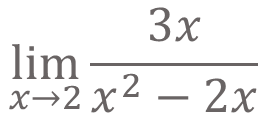 lim 3x
x→2 x² − 2x